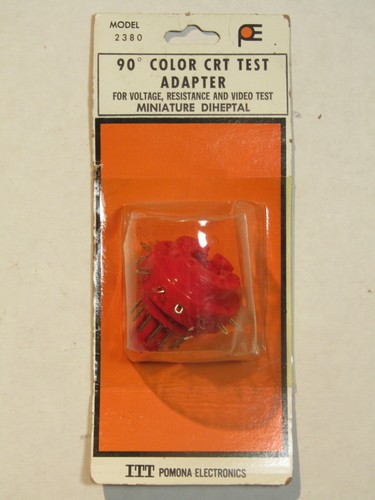 MODEL
2380
PE
90° COLOR CRT TEST
ADAPTER
FOR VOLTAGE, RESISTANCE AND VIDEO TEST
MINIATURE DIHEPTAL
ITT POMONA ELECTRONICS